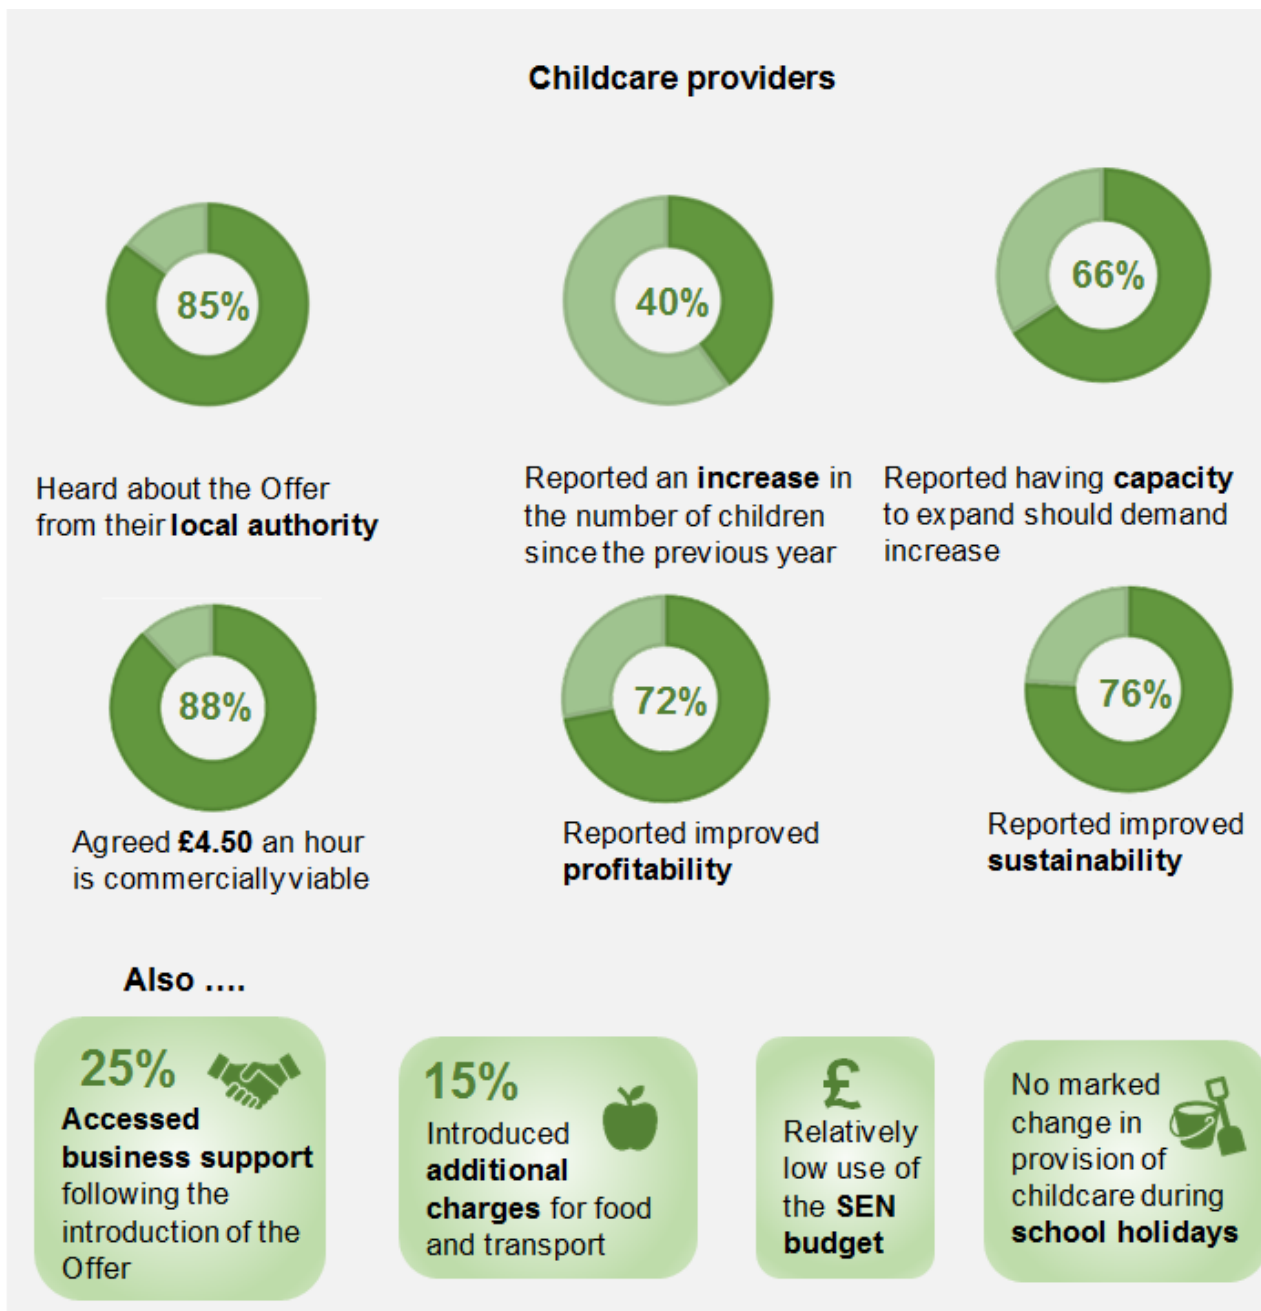 Childcare providers
85%
Heard about the Offer
from their local authority
40%
Reported an increase in
the number of children
since the previous year
66%
Reported having capacity
to expand should demand
increase
88%
Agreed £4.50 an hour
is commercially viable
72%
Reported improved
profitability
76%
Reported improved
sustainability
Also ....
25%
Accessed
business support
following the
introduction of the
Offer
15%
Introduced
additional
charges for food
and transport
£
Relatively
low use of
the SEN
budget
No marked
change in
provision of
childcare during
school holidays